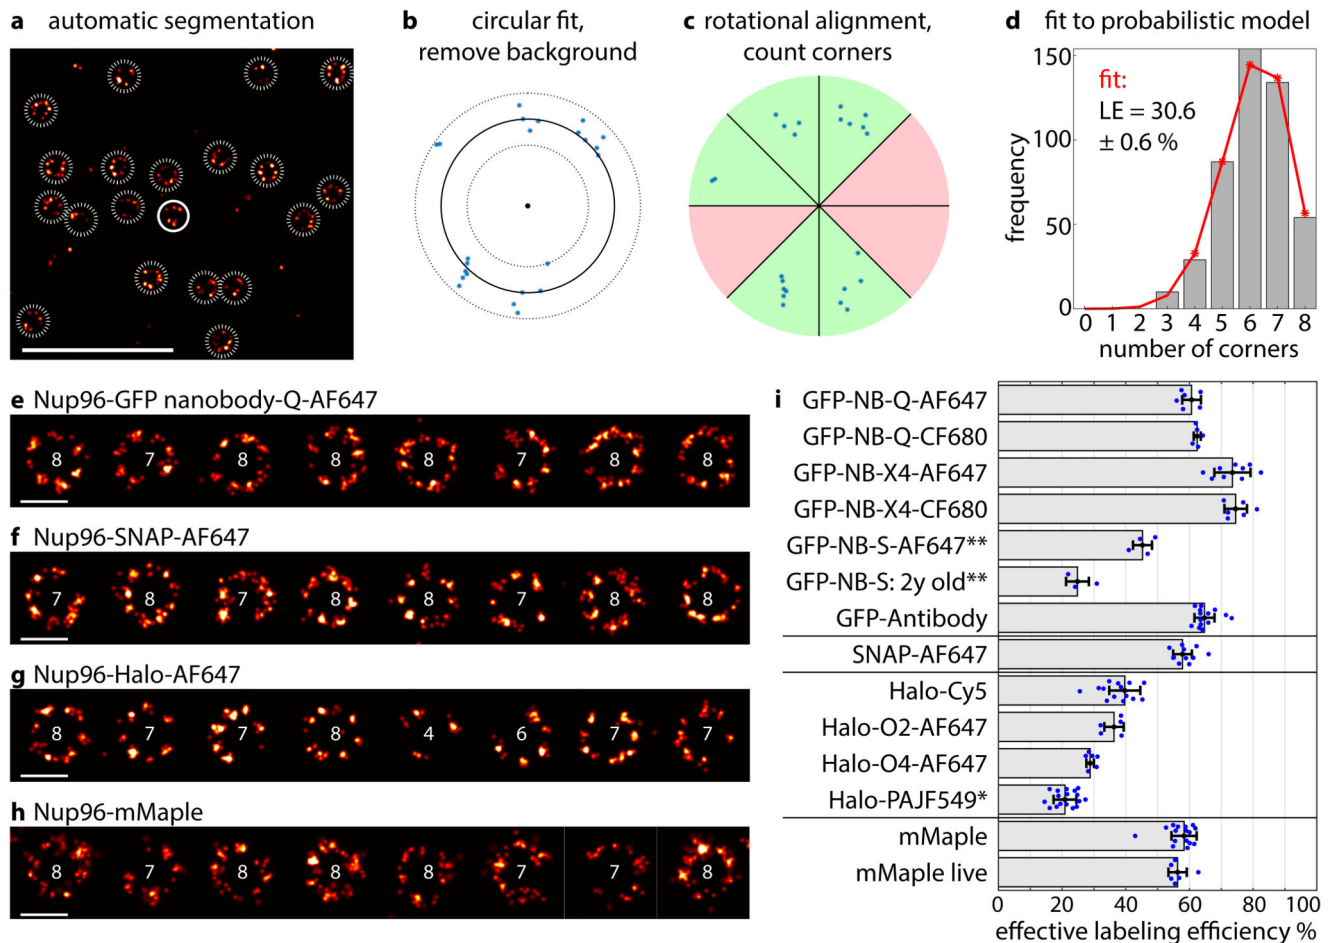 a automatic segmentation
b circular fit,
remove background
c rotational alignment,
count corners
d fit to probabilistic model
150
100
50
0
frequency
fit:
LE = 30.6
± 0.6 %
0 1 2 3 4 5 6 7 8
number of corners
e Nup96-GFP nanobody-Q-AF647
8 7 8 8 8 7 8 8
f Nup96-SNAP-AF647
7 8 7 8 8 7 8 8
g Nup96-Halo-AF647
8 7 7 8 4 6 7 7
h Nup96-mMaple
8 7 8 8 8 7 7 8
i
GFP-NB-Q-AF647
GFP-NB-Q-CF680
GFP-NB-X4-AF647
GFP-NB-X4-CF680
GFP-NB-S-AF647**
GFP-NB-S: 2y old**
GFP-Antibody
SNAP-AF647
Halo-Cy5
Halo-O2-AF647
Halo-O4-AF647
Halo-PAJF549*
mMaple
mMaple live
0 20 40 60 80 100
effective labeling efficiency %